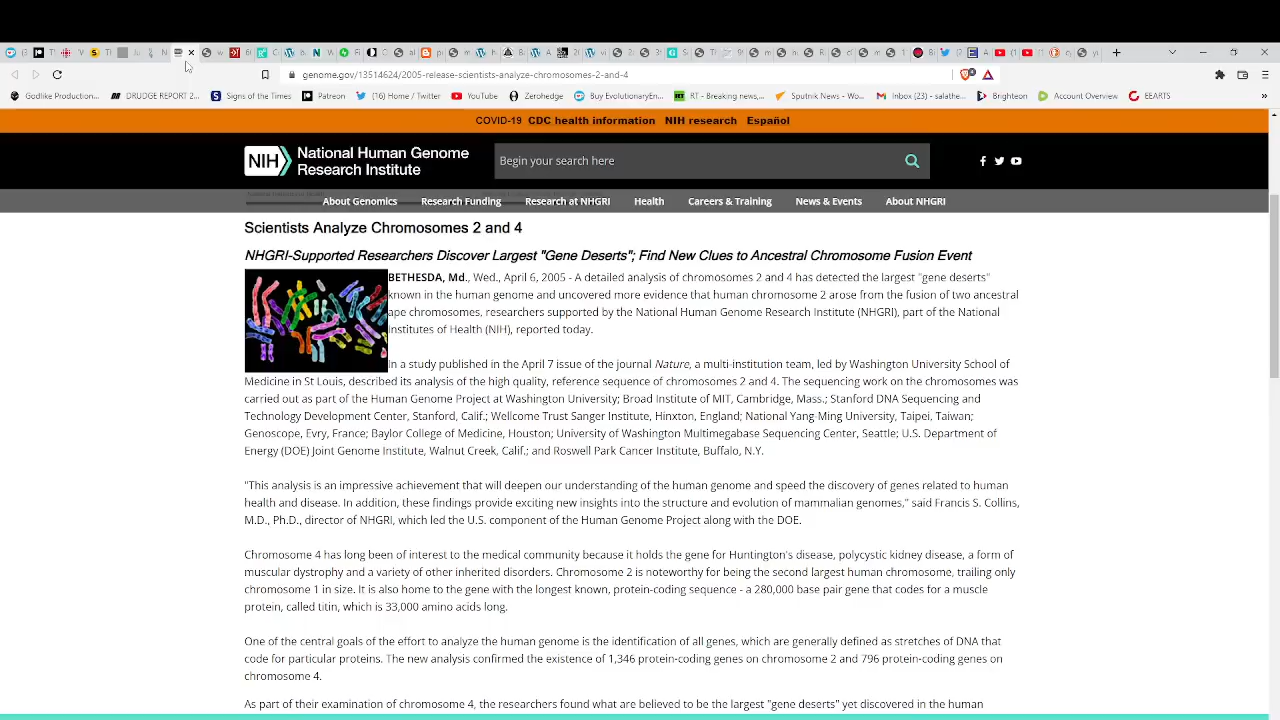 genome.gov/13514624/2005-release-scientists-analyze-chromosomes-2-and-4
Godlike Production... DRUDGE REPORT 2... Signs of the Times Patreon (16) Home / Twitter YouTube Zerohedge Buy EvolutionaryEn... RT - Breaking news,... Sputnik News - Wo... Inbox (23) - salathe... Brighteon Account Overview EEARTS
COVID-19 CDC health information NIH research Español
NIH National Human Genome
Research Institute
Begin your search here
About Genomics Research Funding Research at NHGRI Health Careers & Training News & Events About NHGRI
Scientists Analyze Chromosomes 2 and 4
NHGRI-Supported Researchers Discover Largest "Gene Deserts"; Find New Clues to Ancestral Chromosome Fusion Event
BETHESDA, Md., Wed., April 6, 2005 - A detailed analysis of chromosomes 2 and 4 has detected the largest "gene deserts"
known in the human genome and uncovered more evidence that human chromosome 2 arose from the fusion of two ancestral
ape chromosomes, researchers supported by the National Human Genome Research Institute (NHGRI), part of the National
Institutes of Health (NIH), reported today.
In a study published in the April 7 issue of the journal Nature, a multi-institution team, led by Washington University School of
Medicine in St Louis, described its analysis of the high quality, reference sequence of chromosomes 2 and 4. The sequencing work on the chromosomes was
carried out as part of the Human Genome Project at Washington University; Broad Institute of MIT, Cambridge, Mass.; Stanford DNA Sequencing and
Technology Development Center, Stanford, Calif.; Wellcome Trust Sanger Institute, Hinxton, England; National Yang-Ming University, Taipei, Taiwan;
Genoscope, Evry, France; Baylor College of Medicine, Houston; University of Washington Multimegabase Sequencing Center, Seattle; U.S. Department of
Energy (DOE) Joint Genome Institute, Walnut Creek, Calif.; and Roswell Park Cancer Institute, Buffalo, N.Y.
"This analysis is an impressive achievement that will deepen our understanding of the human genome and speed the discovery of genes related to human
health and disease. In addition, these findings provide exciting new insights into the structure and evolution of mammalian genomes," said Francis S. Collins,
M.D., Ph.D., director of NHGRI, which led the U.S. component of the Human Genome Project along with the DOE.
Chromosome 4 has long been of interest to the medical community because it holds the gene for Huntington's disease, polycystic kidney disease, a form of
muscular dystrophy and a variety of other inherited disorders. Chromosome 2 is noteworthy for being the second largest human chromosome, trailing only
chromosome 1 in size. It is also home to the gene with the longest known, protein-coding sequence - a 280,000 base pair gene that codes for a muscle
protein, called titin, which is 33,000 amino acids long.
One of the central goals of the effort to analyze the human genome is the identification of all genes, which are generally defined as stretches of DNA that
code for particular proteins. The new analysis confirmed the existence of 1,346 protein-coding genes on chromosome 2 and 796 protein-coding genes on
chromosome 4.
As part of their examination of chromosome 4, the researchers found what are believed to be the largest "gene deserts" yet discovered in the human